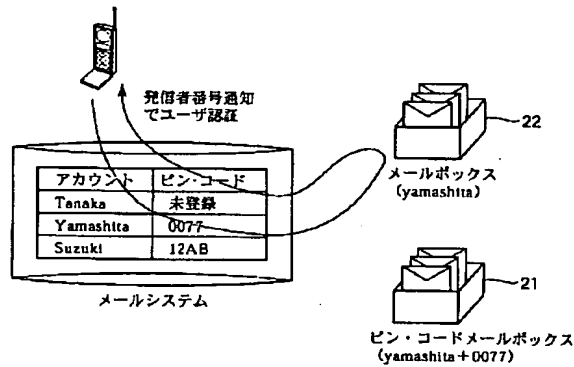 発信者番号通知
でユーザ認証
アカウント ピン・コード
Tanaka 未登録
Yamashita 0077
Suzuki 12AB
メールシステム
22
メールボックス
(yamashita)
21
ピン・コードメールボックス
(yamashita+0077)